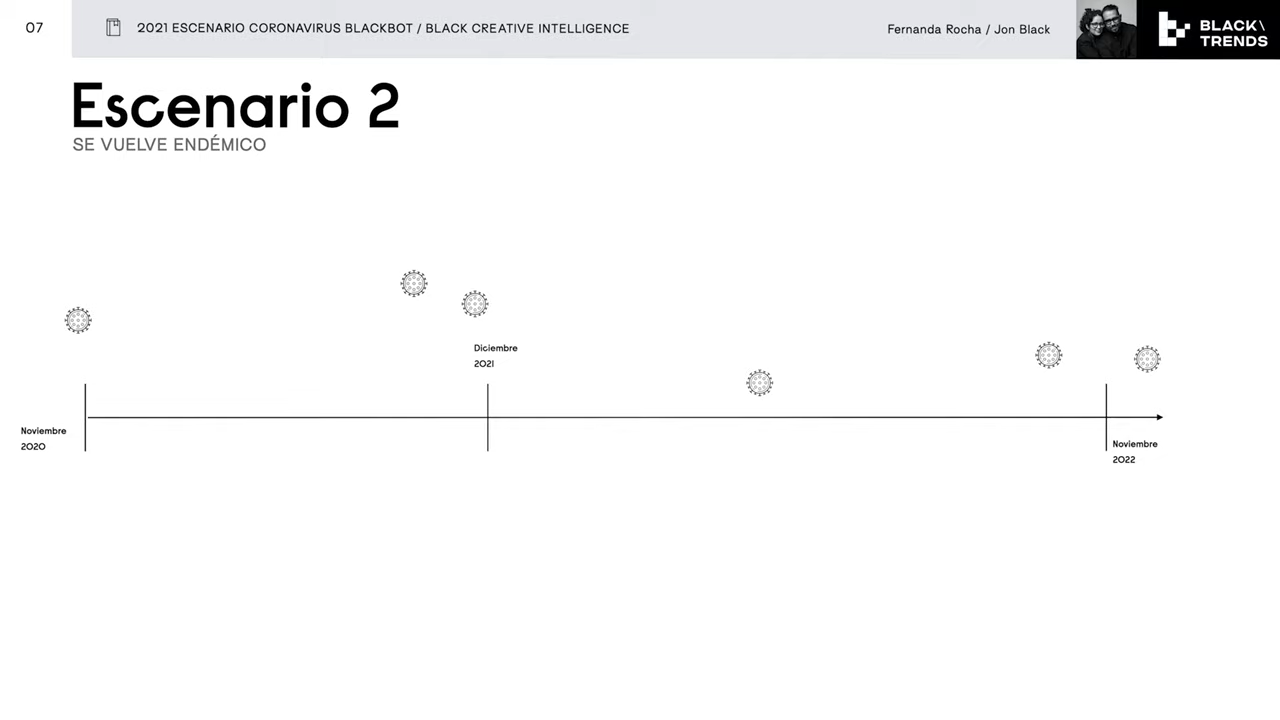 07
2021 ESCENARIO CORONAVIRUS BLACKBOT / BLACK CREATIVE INTELLIGENCE
Fernanda Rocha / Jon Black
BLACK\
TRENDS
Escenario 2
SE VUELVE ENDÉMICO
Diciembre
2021
Noviembre
2020
Noviembre
2022